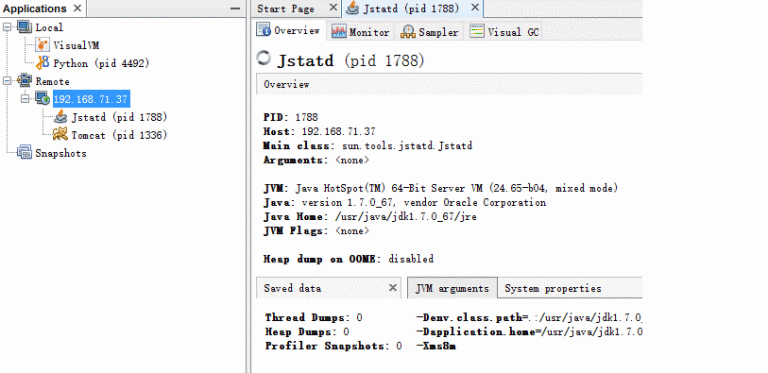 Applications
Local
VisualVM
Python (pid 4492)
Remote
192.168.71.37
Jstatd (pid 1788)
Tomcat (pid 1336)
Snapshots
Start Page
Jstatd (pid 1788)
Overview
Monitor
Sampler
Visual GC
Jstatd (pid 1788)
Overview
PID: 1788
Host: 192.168.71.37
Main class: sun.tools.jstatd.Jstatd
Arguments: <none>
JVM: Java HotSpot(TM) 64-Bit Server VM (24.65-b04, mixed mode)
Java: version 1.7.0_67, vendor Oracle Corporation
Java Home: /usr/java/jdk1.7.0_67/jre
JVM Flags: <none>
Heap dump on OOME: disabled
Saved data
JVM arguments
System properties
Thread Dumps: 0
Heap Dumps: 0
Profiler Snapshots: 0
-Denv.class.path=.:/usr/java/jdk1.7.0_
-Dapplication.home=/usr/java/jdk1.7.0
-Xms8m